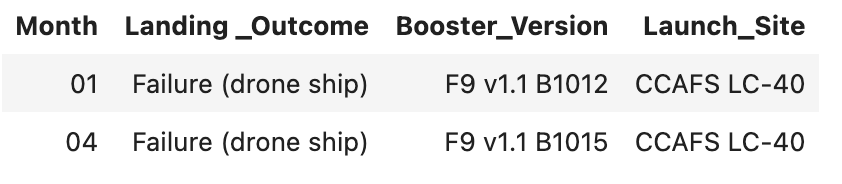 Month Landing _Outcome Booster_Version Launch_Site
01 Failure (drone ship) F9 v1.1 B1012 CCAFS LC-40
04 Failure (drone ship) F9 v1.1 B1015 CCAFS LC-40